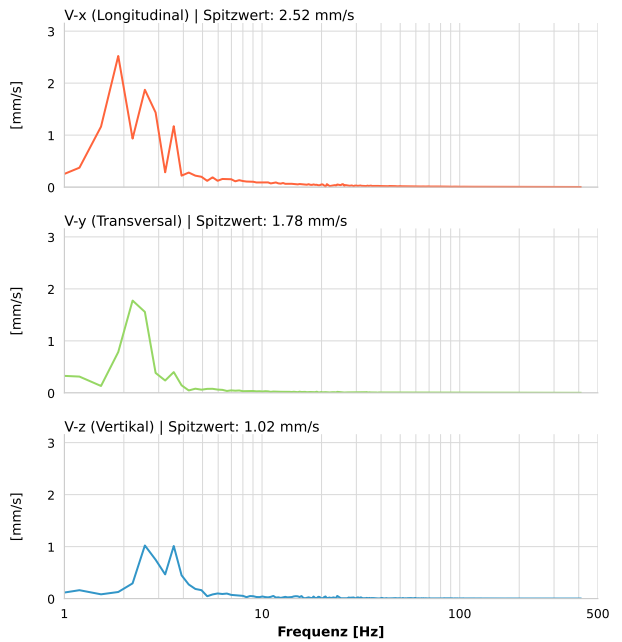 V-x (Longitudinal) | Spitzwert: 2.52 mm/s
3
2
1
0
[mm/s]
V-y (Transversal) | Spitzwert: 1.78 mm/s
3
2
1
0
[mm/s]
V-z (Vertikal) | Spitzwert: 1.02 mm/s
3
2
1
0
[mm/s]
1 10 100 500
Frequenz [Hz]